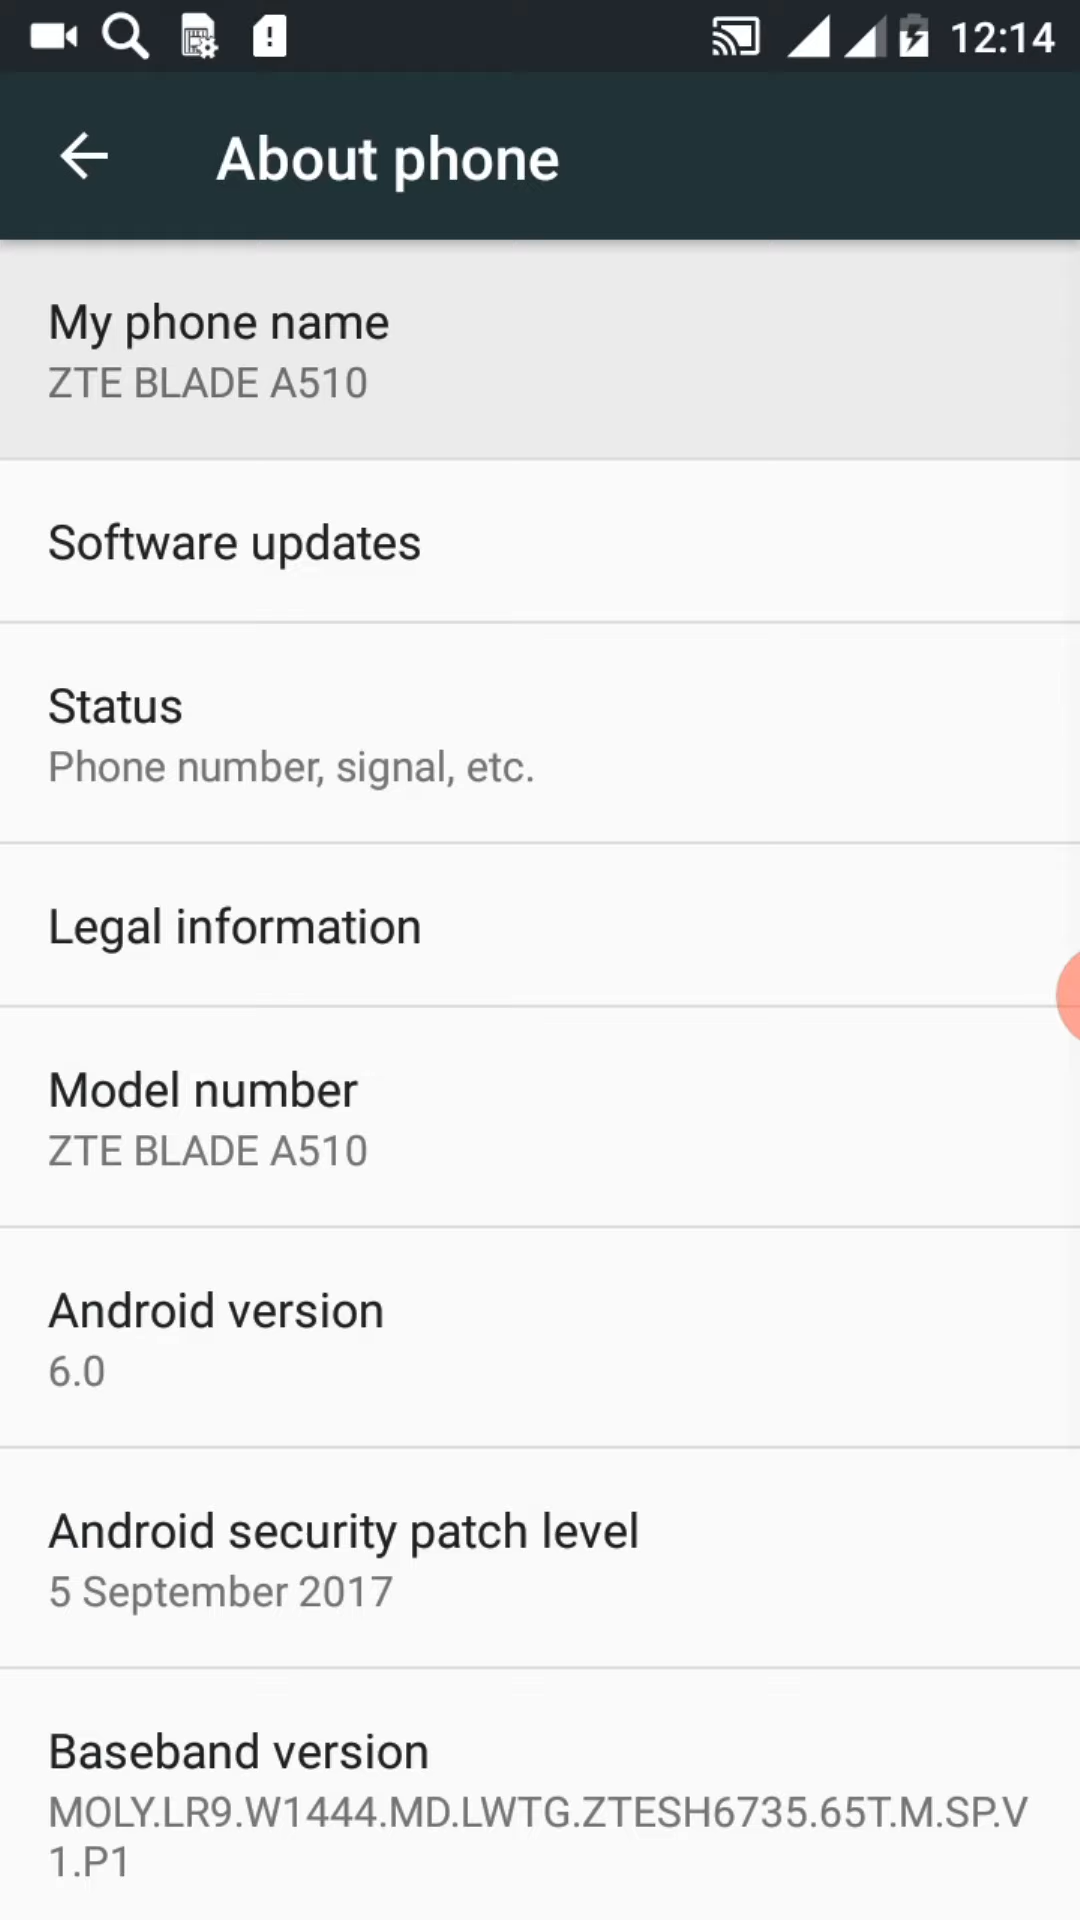 12:14
About phone
My phone name
ZTE BLADE A510
Software updates
Status
Phone number, signal, etc.
Legal information
Model number
ZTE BLADE A510
Android version
6.0
Android security patch level
5 September 2017
Baseband version
MOLY.LR9.W1444.MD.LWTG.ZTESH6735.65T.M.SP.V
1.P1